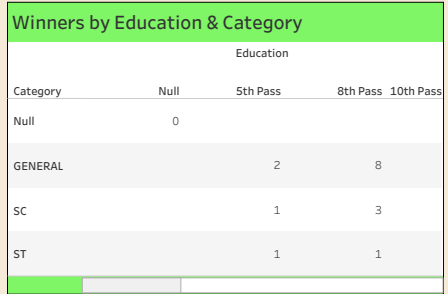 Winners by Education & Category
Education
Category Null 5th Pass 8th Pass 10th Pass
Null 0
GENERAL 2 8
SC 1 3
ST 1 1